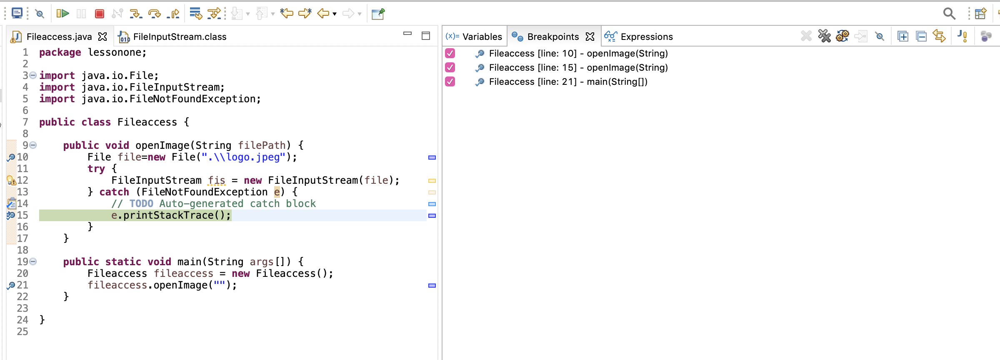 Fileaccess.java
FileInputStream.class
(x)= Variables
Breakpoints
Expressions
1 package lessonone;
2
3 import java.io.File;
4 import java.io.FileInputStream;
5 import java.io.FileNotFoundException;
6
7 public class Fileaccess {
8
9     public void openImage(String filePath) {
10         File file=new File(".\\logo.jpeg");
11         try {
12             FileInputStream fis = new FileInputStream(file);
13         } catch (FileNotFoundException e) {
14             // TODO Auto-generated catch block
15             e.printStackTrace();
16         }
17     }
18
19     public static void main(String args[]) {
20         Fileaccess fileaccess = new Fileaccess();
21         fileaccess.openImage("");
22     }
23
24 }
25
Fileaccess [line: 10] - openImage(String)
Fileaccess [line: 15] - openImage(String)
Fileaccess [line: 21] - main(String[])